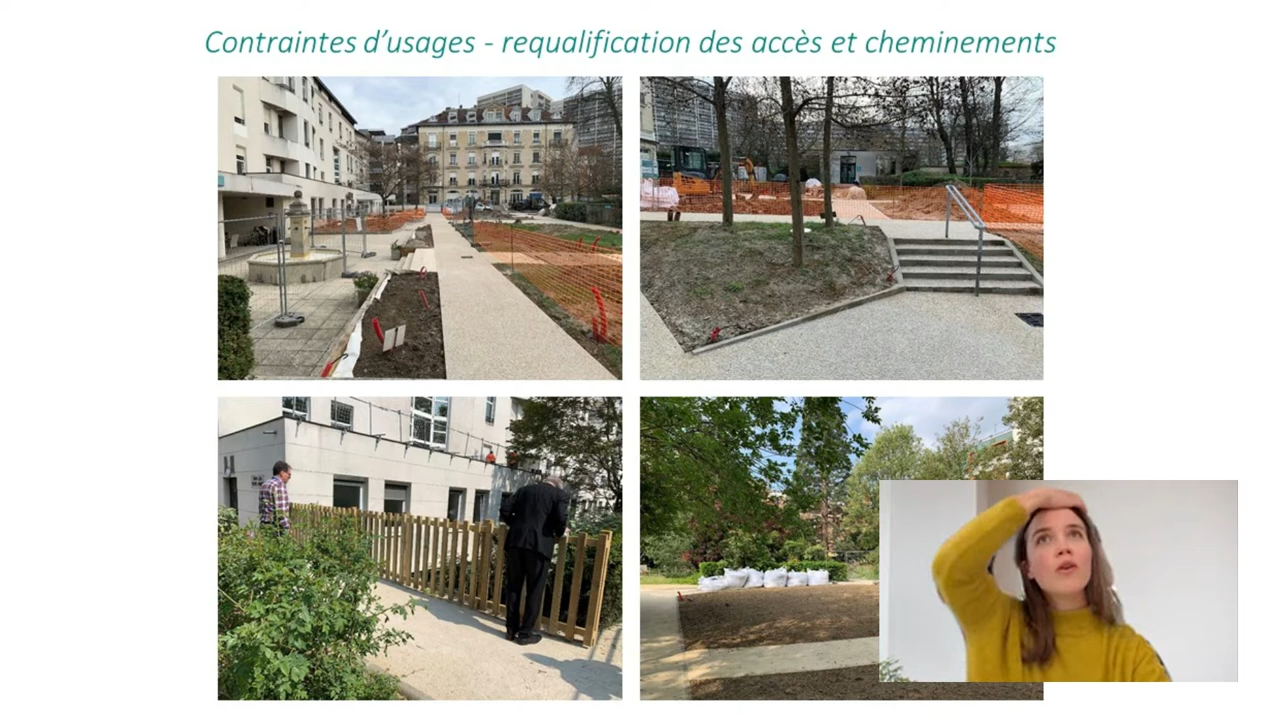 Contraintes d’usages - requalification des accès et cheminements